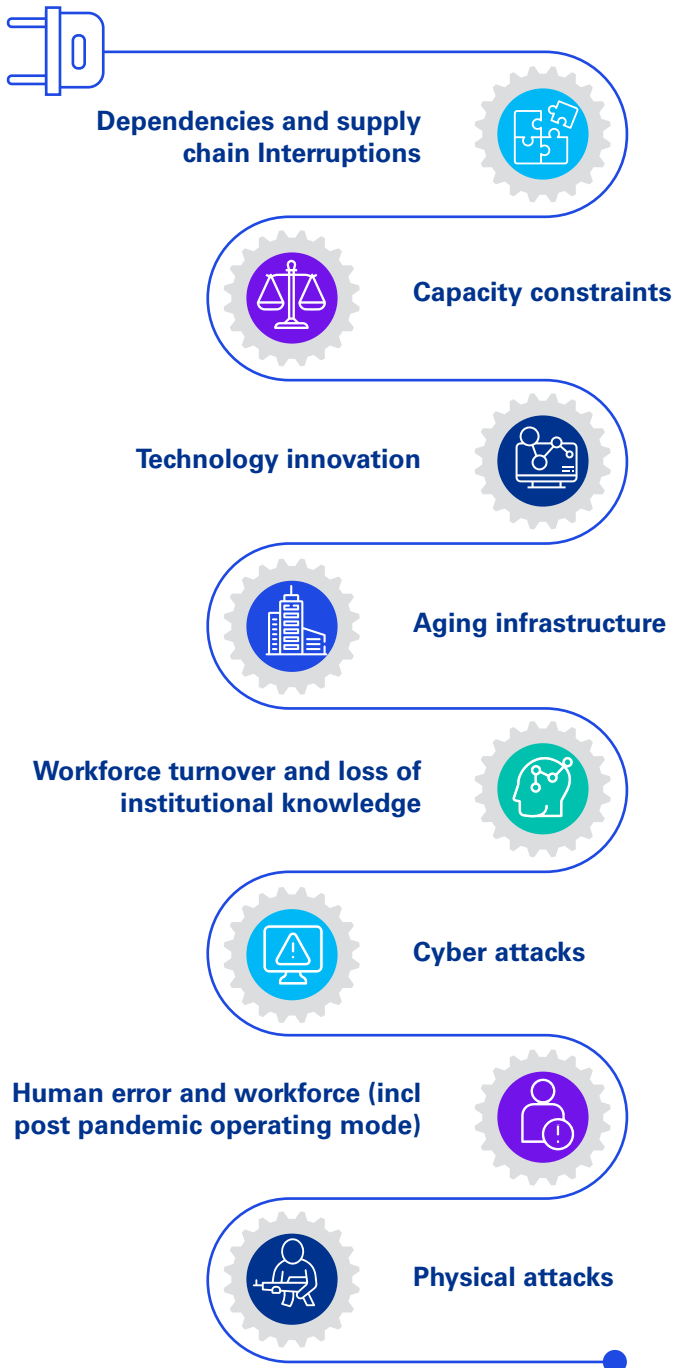 Dependencies and supply
chain Interruptions
Capacity constraints
Technology innovation
Aging infrastructure
Workforce turnover and loss of
institutional knowledge
Cyber attacks
Human error and workforce (incl
post pandemic operating mode)
Physical attacks